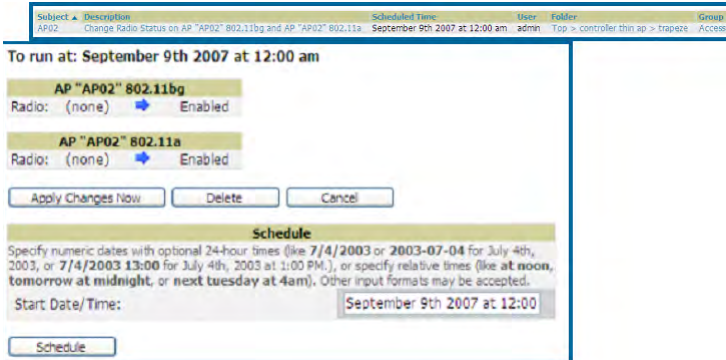 Subject Description Scheduled Time User Folder Group
AP02 Change Radio Status on AP "AP02" 802.11bg and AP "AP02" 802.11a September 9th 2007 at 12:00 am admin Top > controller thin ap > trapeze Access
To run at: September 9th 2007 at 12:00 am
AP "AP02" 802.11bg
Radio: (none) Enabled
AP "AP02" 802.11a
Radio: (none) Enabled
Apply Changes Now Delete Cancel
Schedule
Specify numeric dates with optional 24-hour times (like 7/4/2003 or 2003-07-04 for July 4th,
2003, or 7/4/2003 13:00 for July 4th, 2003 at 1:00 PM.), or specify relative times (like at noon,
tomorrow at midnight, or next tuesday at 4am). Other input formats may be accepted.
Start Date/Time: September 9th 2007 at 12:00
Schedule